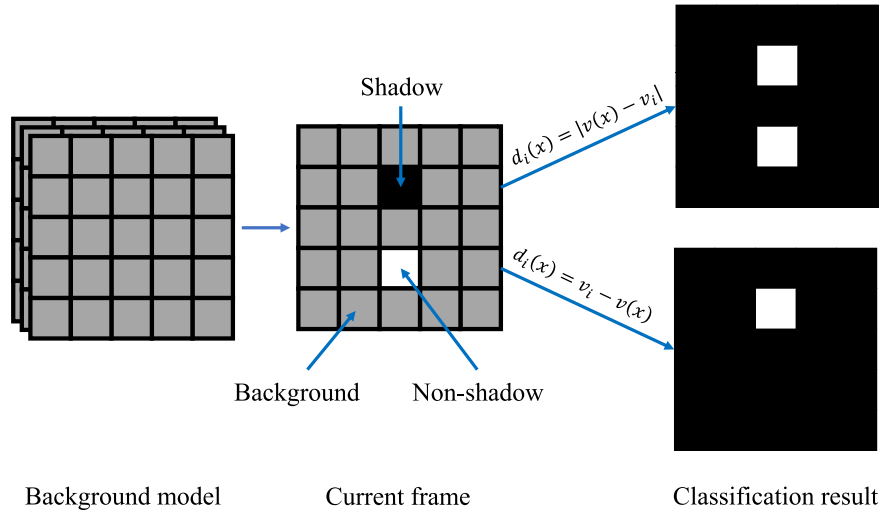 Shadow
d_i(x) = |v(x) − v_i|
d_i(x) = v_i − v(x)
Background
Non-shadow
Background model
Current frame
Classification result